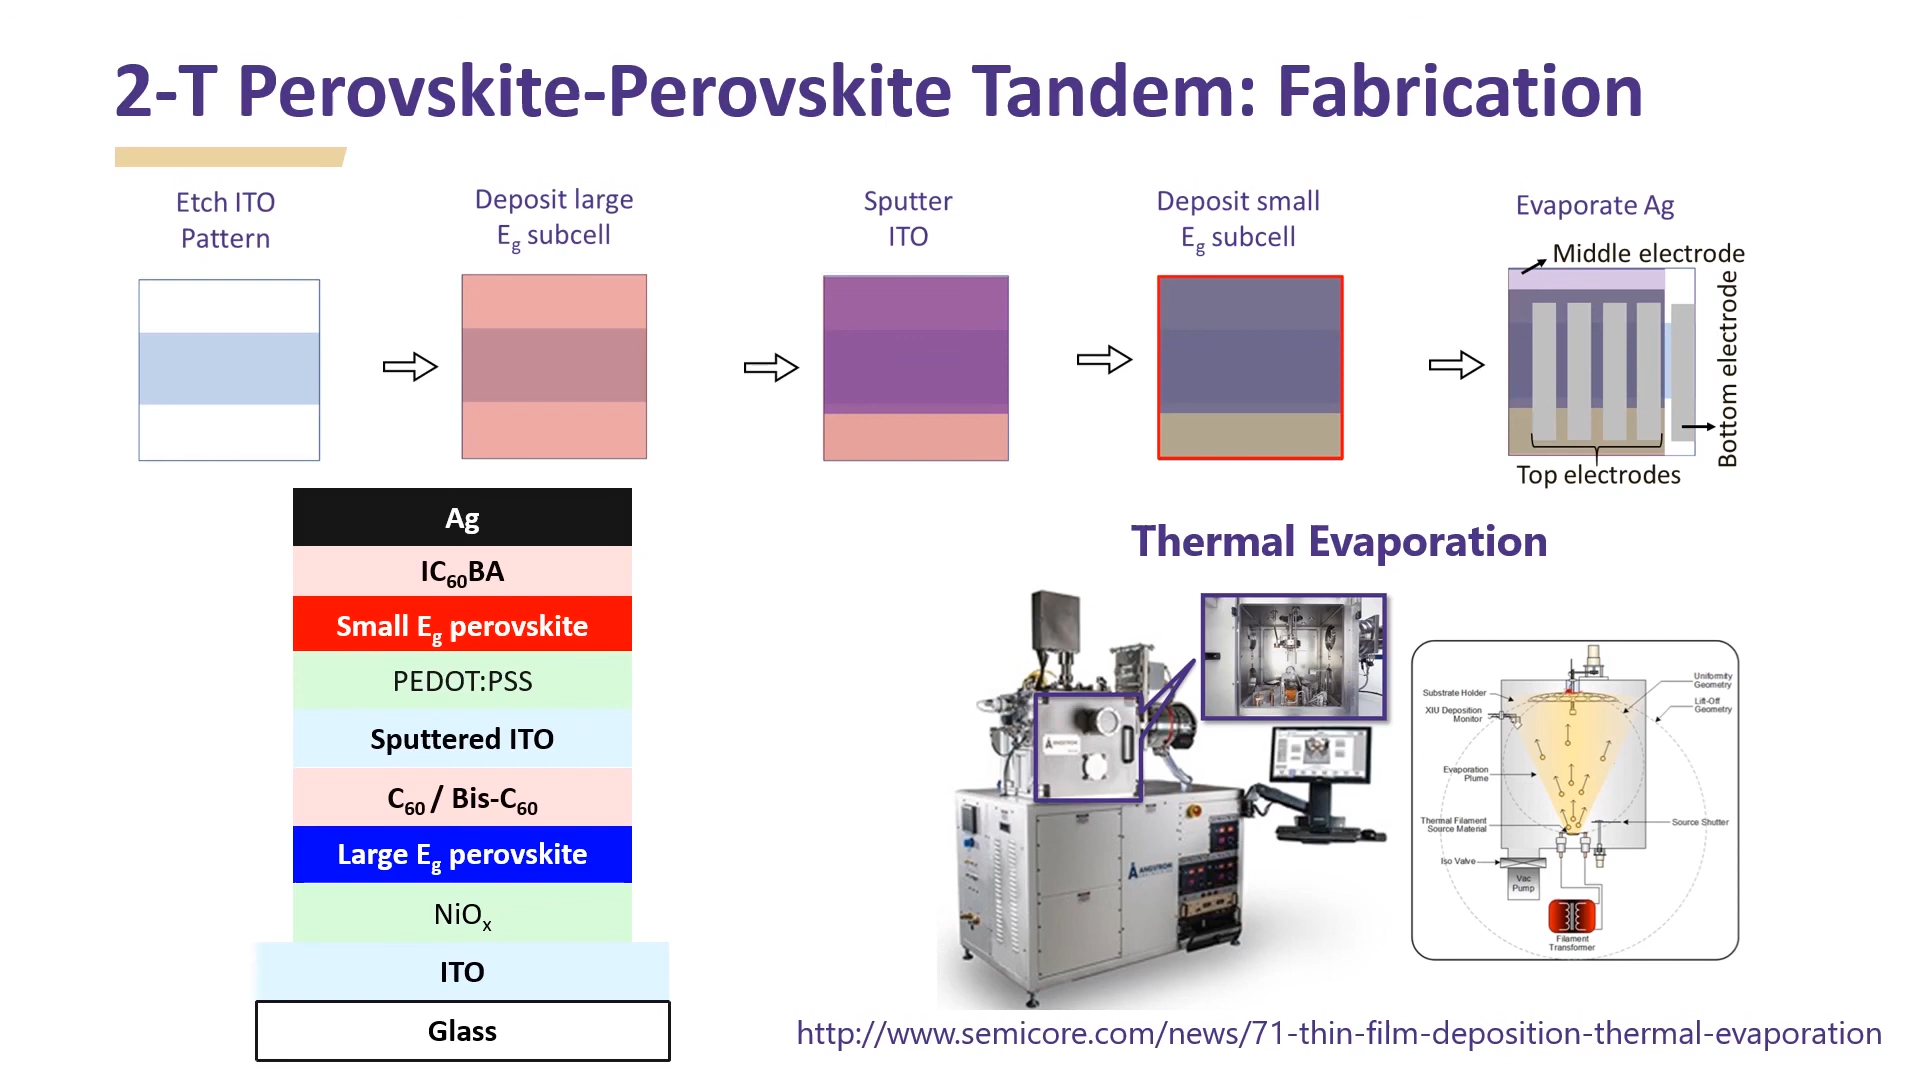 2-T Perovskite-Perovskite Tandem: Fabrication
Etch ITO
Pattern
Deposit large
Eg subcell
Sputter
ITO
Deposit small
Eg subcell
Evaporate Ag
Middle electrode
Bottom electrode
Top electrodes
Ag
IC60BA
Small Eg perovskite
PEDOT:PSS
Sputtered ITO
C60 / Bis-C60
Large Eg perovskite
NiOx
ITO
Glass
Thermal Evaporation
ANGSTROM
Substrate Holder
XIU Deposition
Monitor
Uniformity
Geometry
Lift-Off
Geometry
Evaporation
Plume
Thermal Filament
Source Material
Source Shutter
Iso Valve
Vac
Pump
Filament
Transformer
http://www.semicore.com/news/71-thin-film-deposition-thermal-evaporation